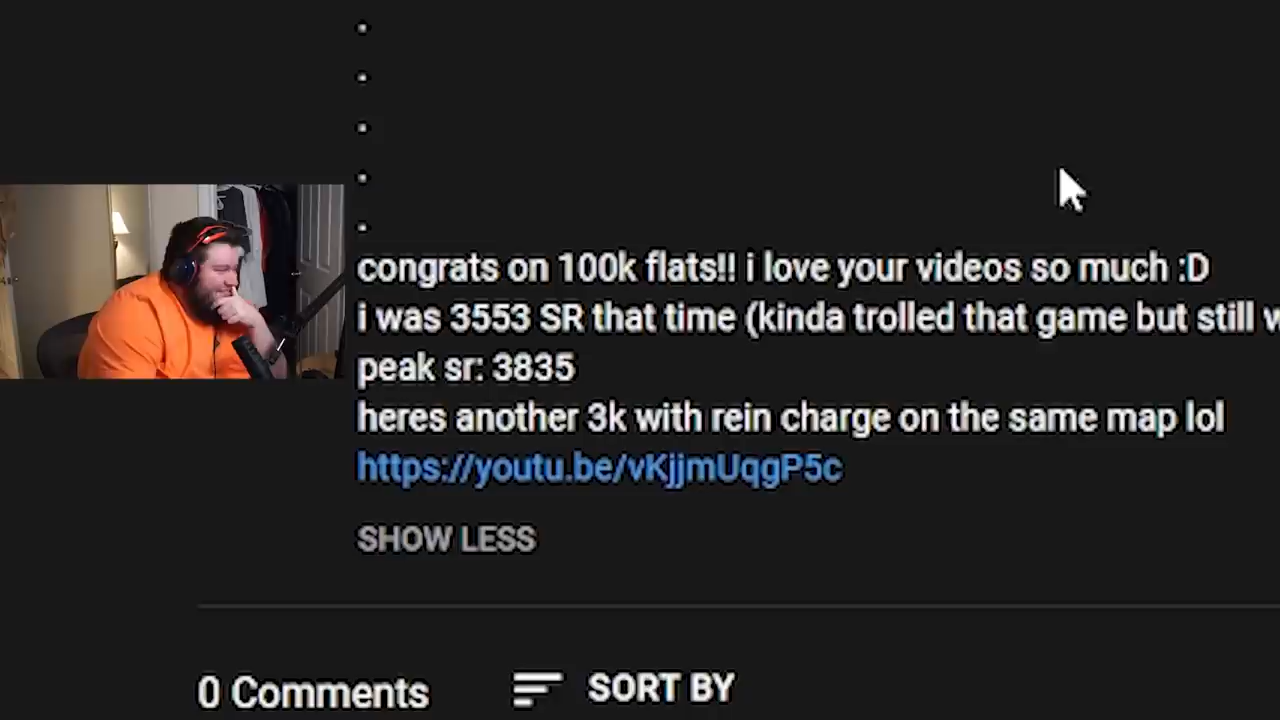 congrats on 100k flats!! i love your videos so much :D
i was 3553 SR that time (kinda trolled that game but still
peak sr: 3835
heres another 3k with rein charge on the same map lol
https://youtu.be/vKjjmUqgP5c
SHOW LESS
0 Comments
SORT BY